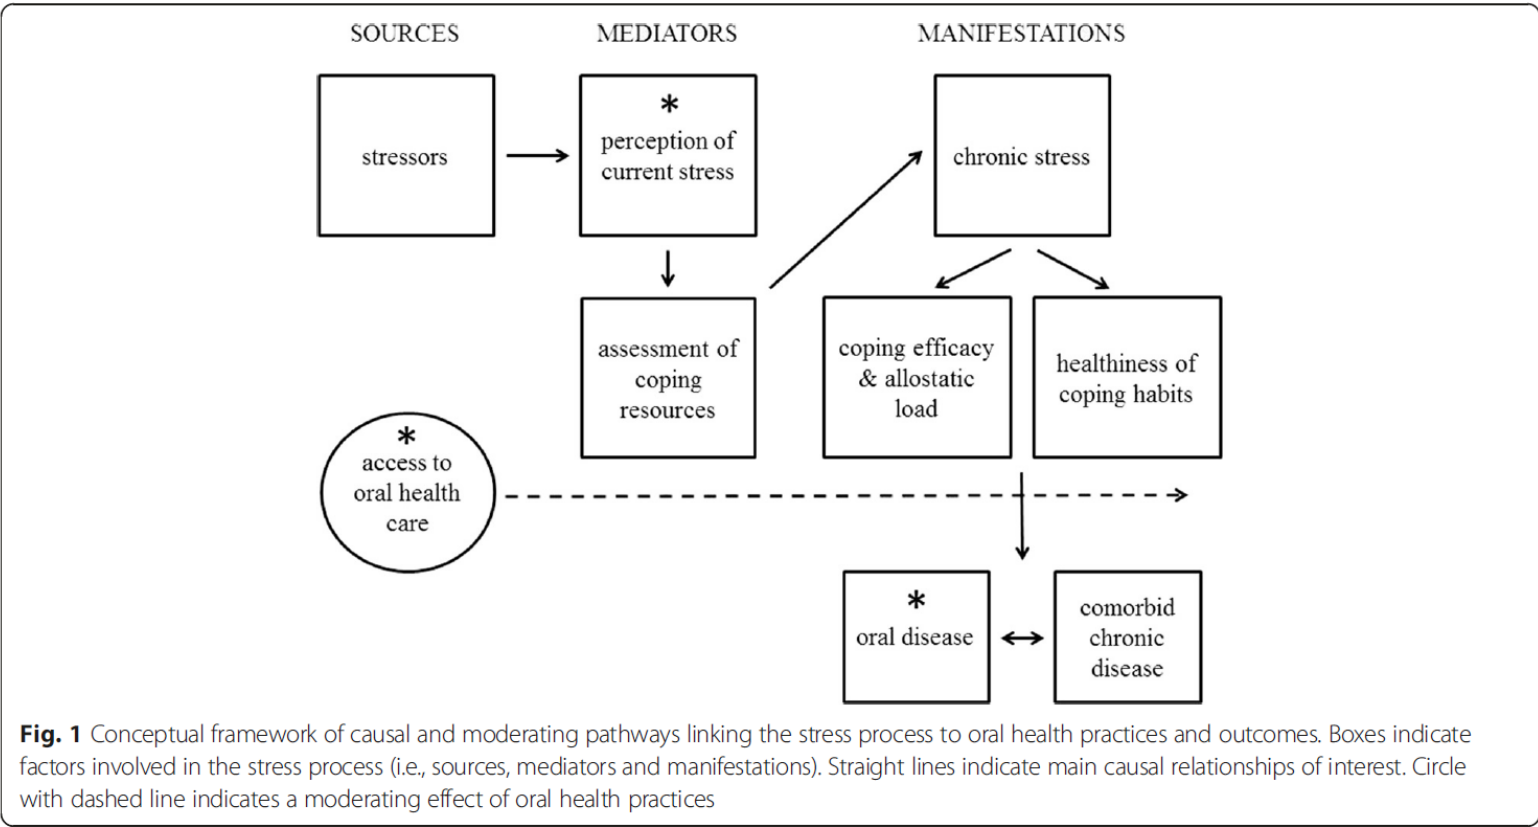 SOURCES
MEDIATORS
MANIFESTATIONS
stressors
*
perception of
current stress
chronic stress
assessment of
coping
resources
coping efficacy
& allostatic
load
healthiness of
coping habits
*
access to
oral health
care
*
oral disease
comorbid
chronic
disease
Fig. 1 Conceptual framework of causal and moderating pathways linking the stress process to oral health practices and outcomes. Boxes indicate
factors involved in the stress process (i.e., sources, mediators and manifestations). Straight lines indicate main causal relationships of interest. Circle
with dashed line indicates a moderating effect of oral health practices